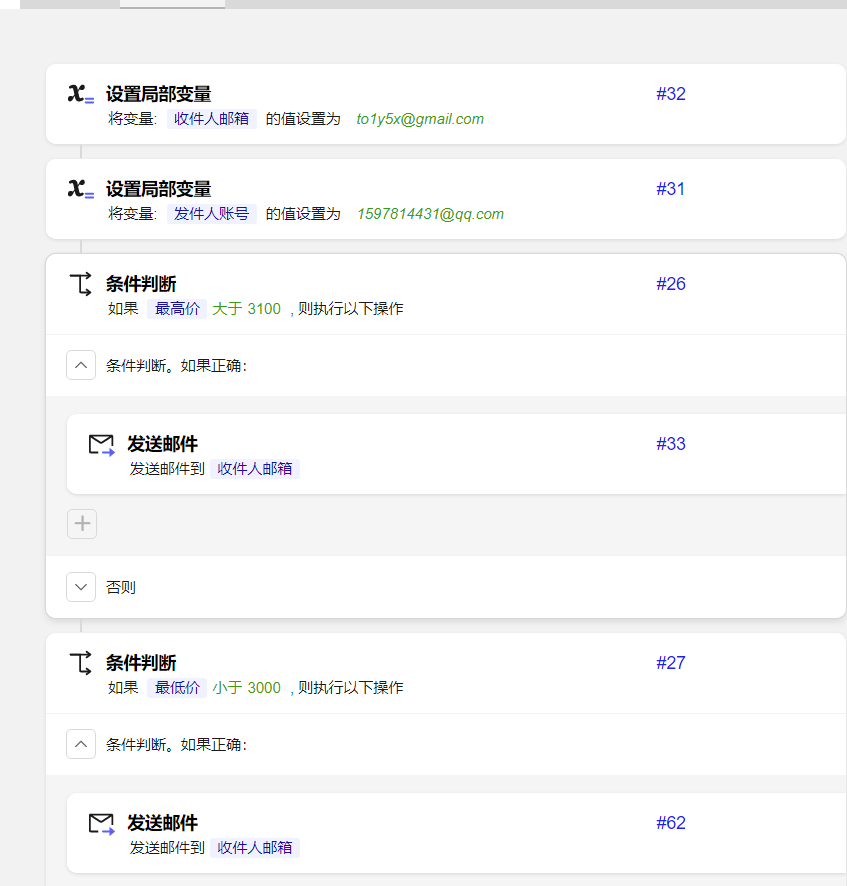 设置局部变量 #32
将变量: 收件人邮箱 的值设置为 to1y5x@gmail.com
设置局部变量 #31
将变量: 发件人账号 的值设置为 1597814431@qq.com
条件判断 #26
如果 最高价 大于 3100 , 则执行以下操作
条件判断。如果正确:
发送邮件 #33
发送邮件到 收件人邮箱
否则
条件判断 #27
如果 最低价 小于 3000 , 则执行以下操作
条件判断。如果正确:
发送邮件 #62
发送邮件到 收件人邮箱